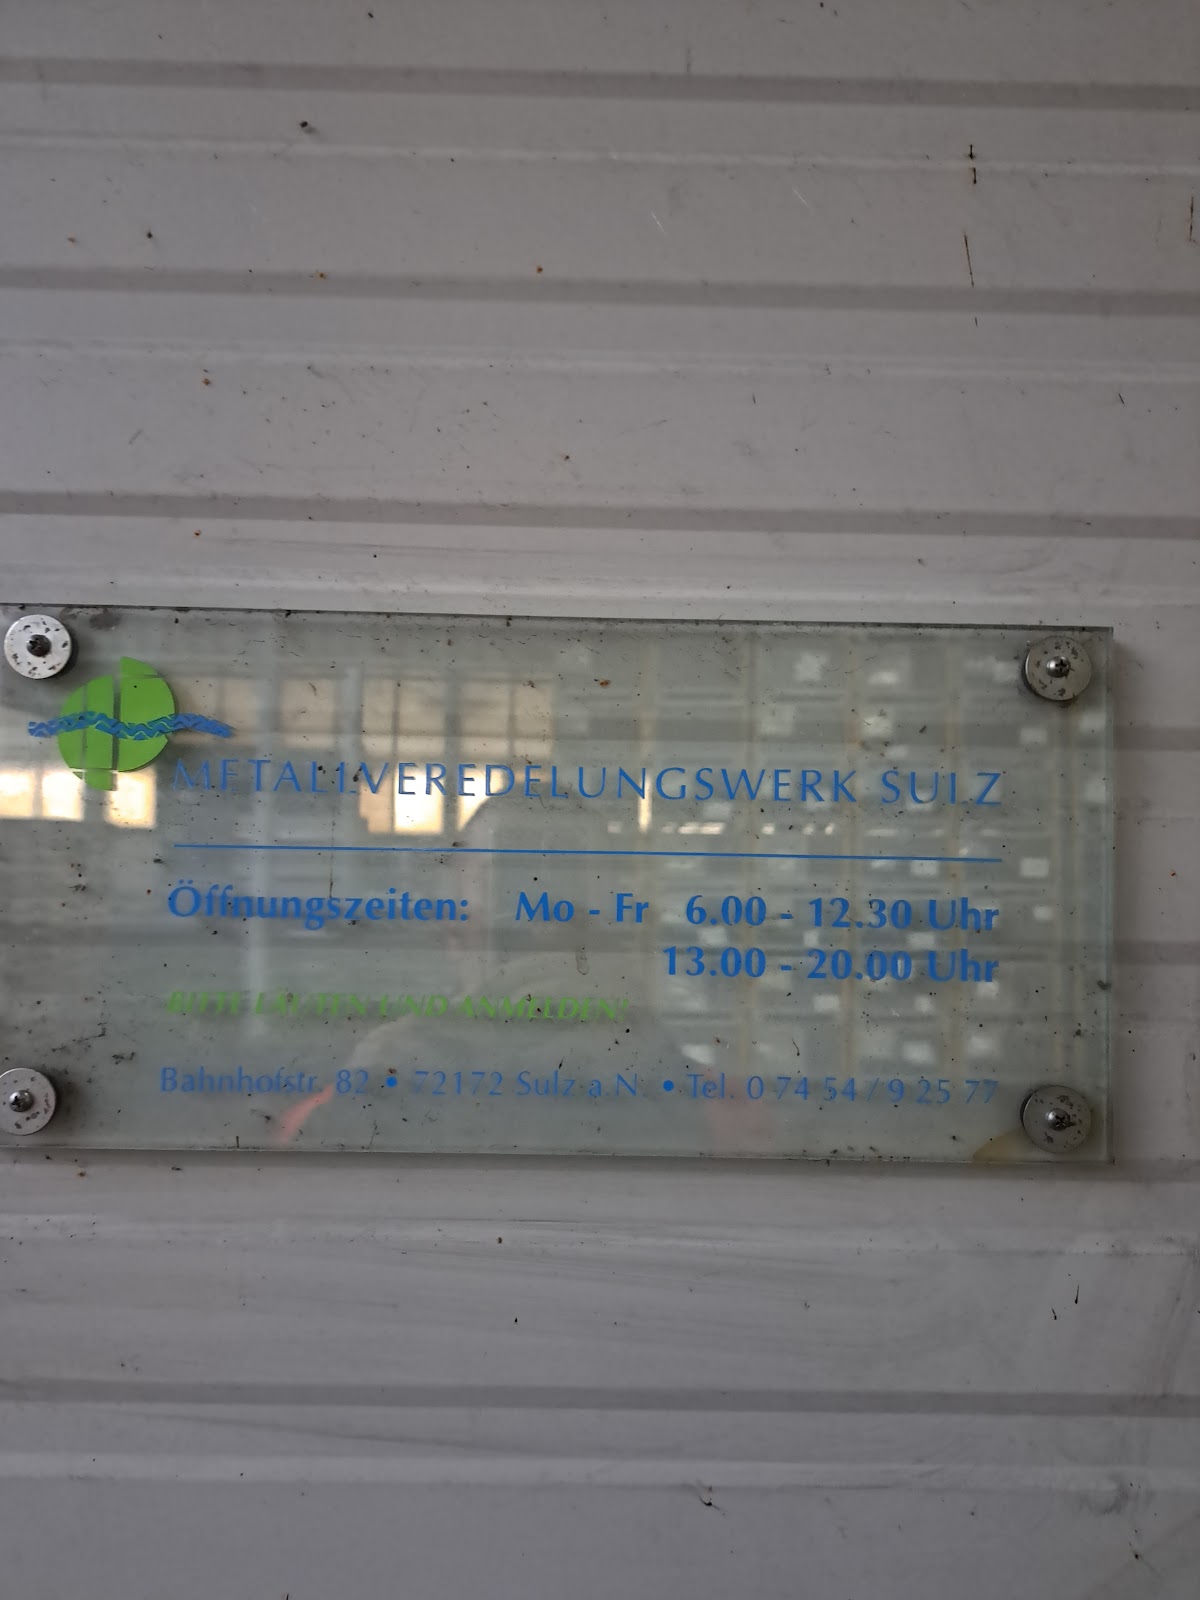 METALLVEREDELUNGSWERK SULZ
Öffnungszeiten: Mo - Fr 6.00 - 12.30 Uhr
13.00 - 20.00 Uhr
BITTE LÄUTEN UND ANMELDEN!
Bahnhofstr. 82 • 72172 Sulz a.N. • Tel. 0 74 54 / 9 25 77